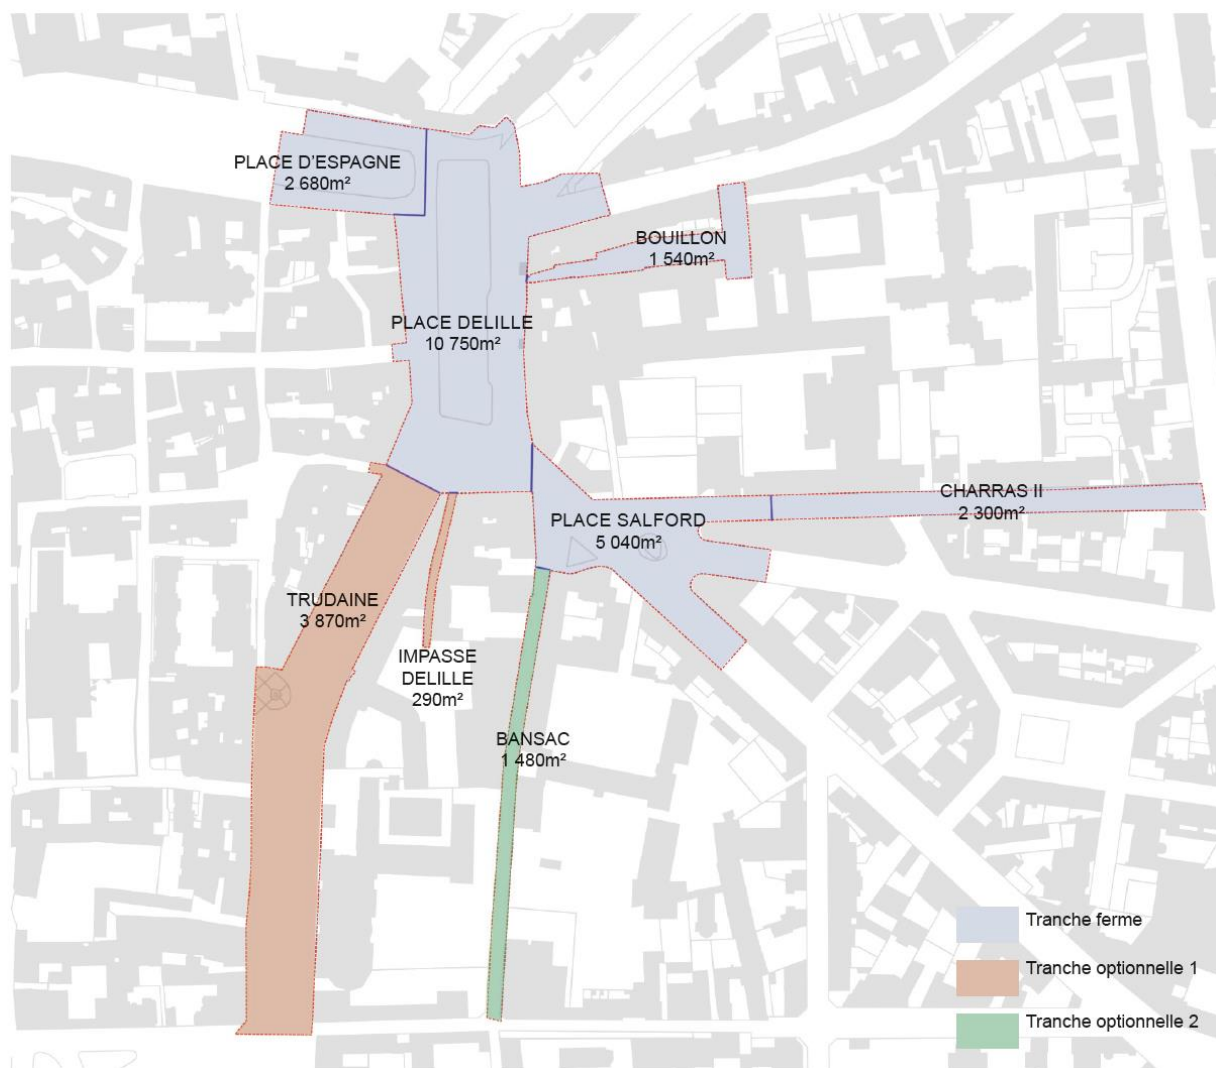 PLACE D'ESPAGNE
2 680m²
BOUILLON
1 540m²
PLACE DELILLE
10 750m²
CHARRAS II
2 300m²
PLACE SALFORD
5 040m²
TRUDAINE
3 870m²
IMPASSE
DELILLE
290m²
BANSAC
1 480m²
Tranche ferme
Tranche optionnelle 1
Tranche optionnelle 2